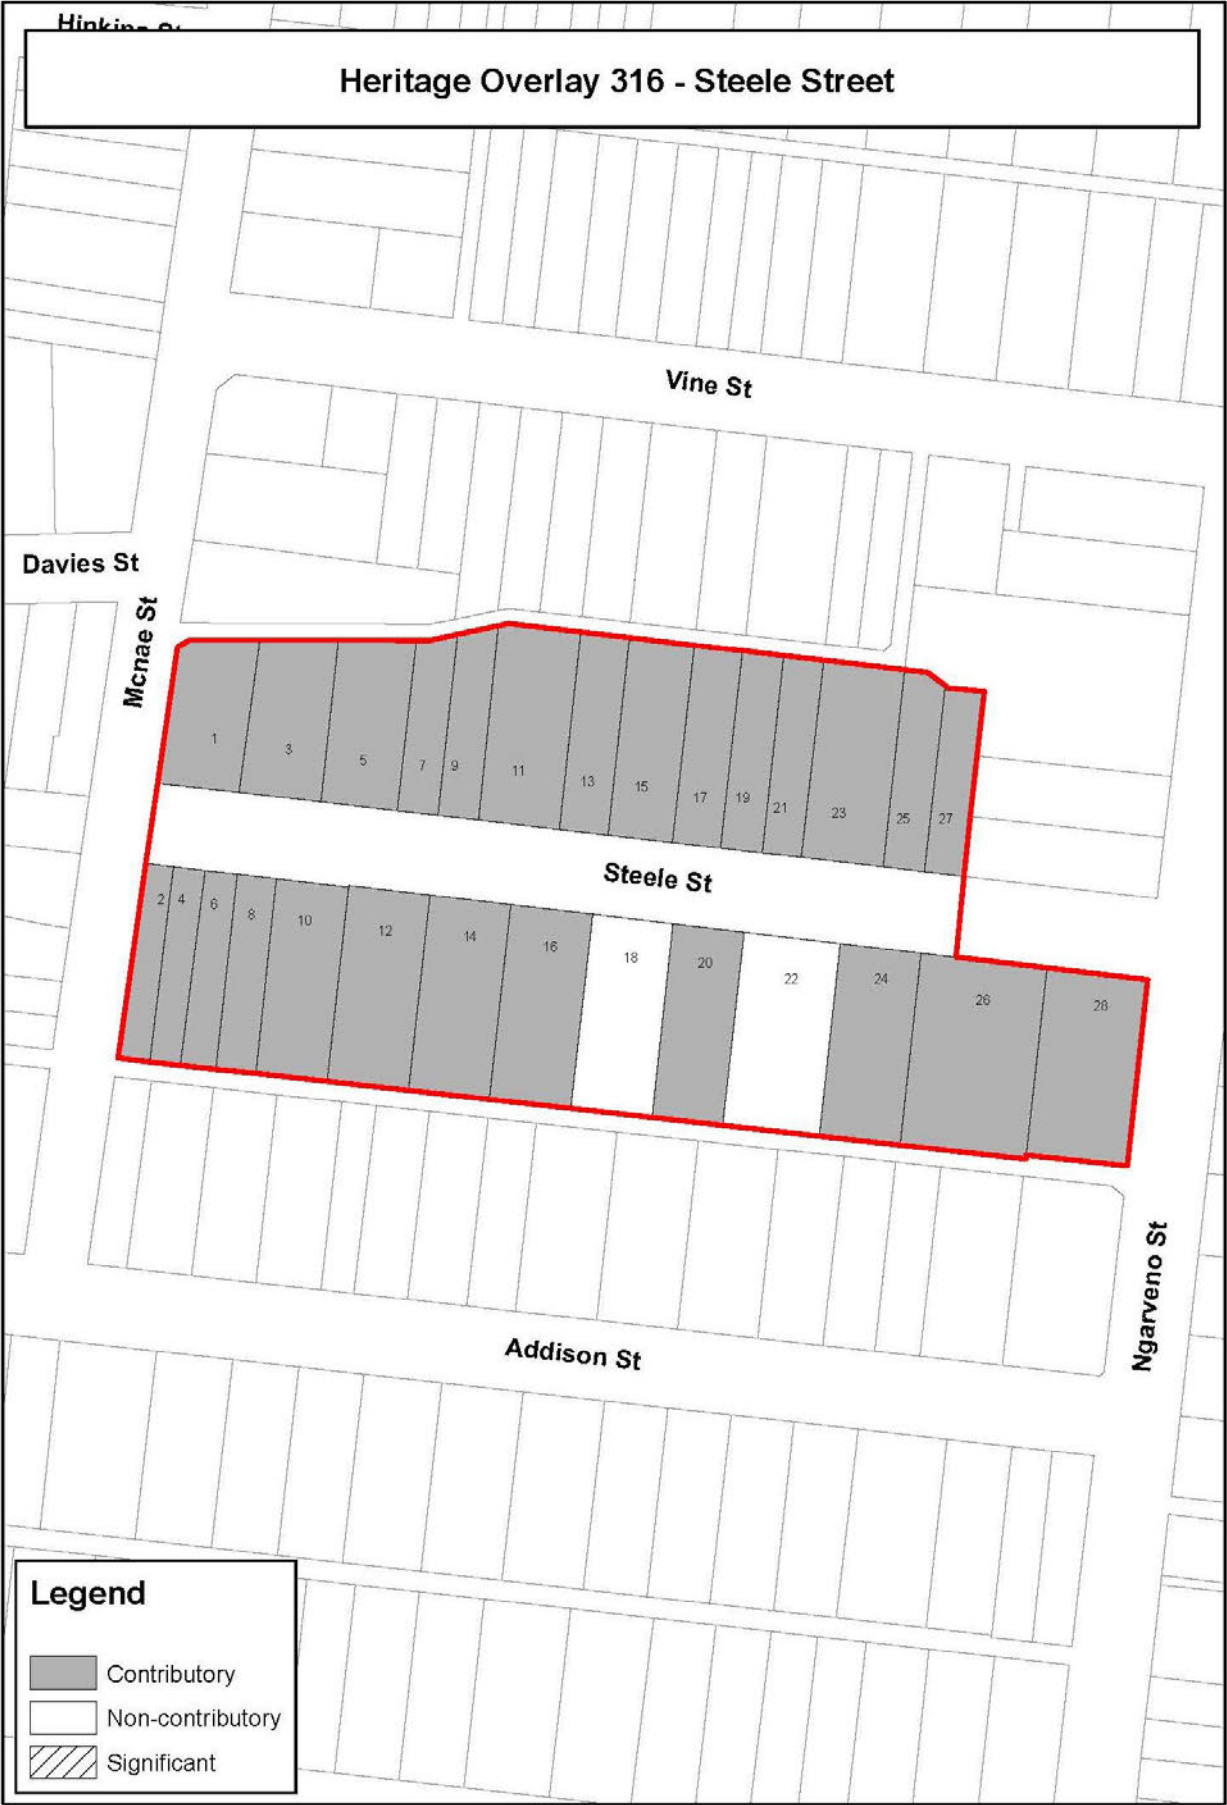 Heritage Overlay 316 - Steele Street
Vine St
Davies St
Mcnae St
1 3 5 7 9 11 13 15 17 19 21 23 25 27
Steele St
2 4 6 8 10 12 14 16 18 20 22 24 26 28
Ngarveno St
Addison St
Legend
Contributory
Non-contributory
Significant